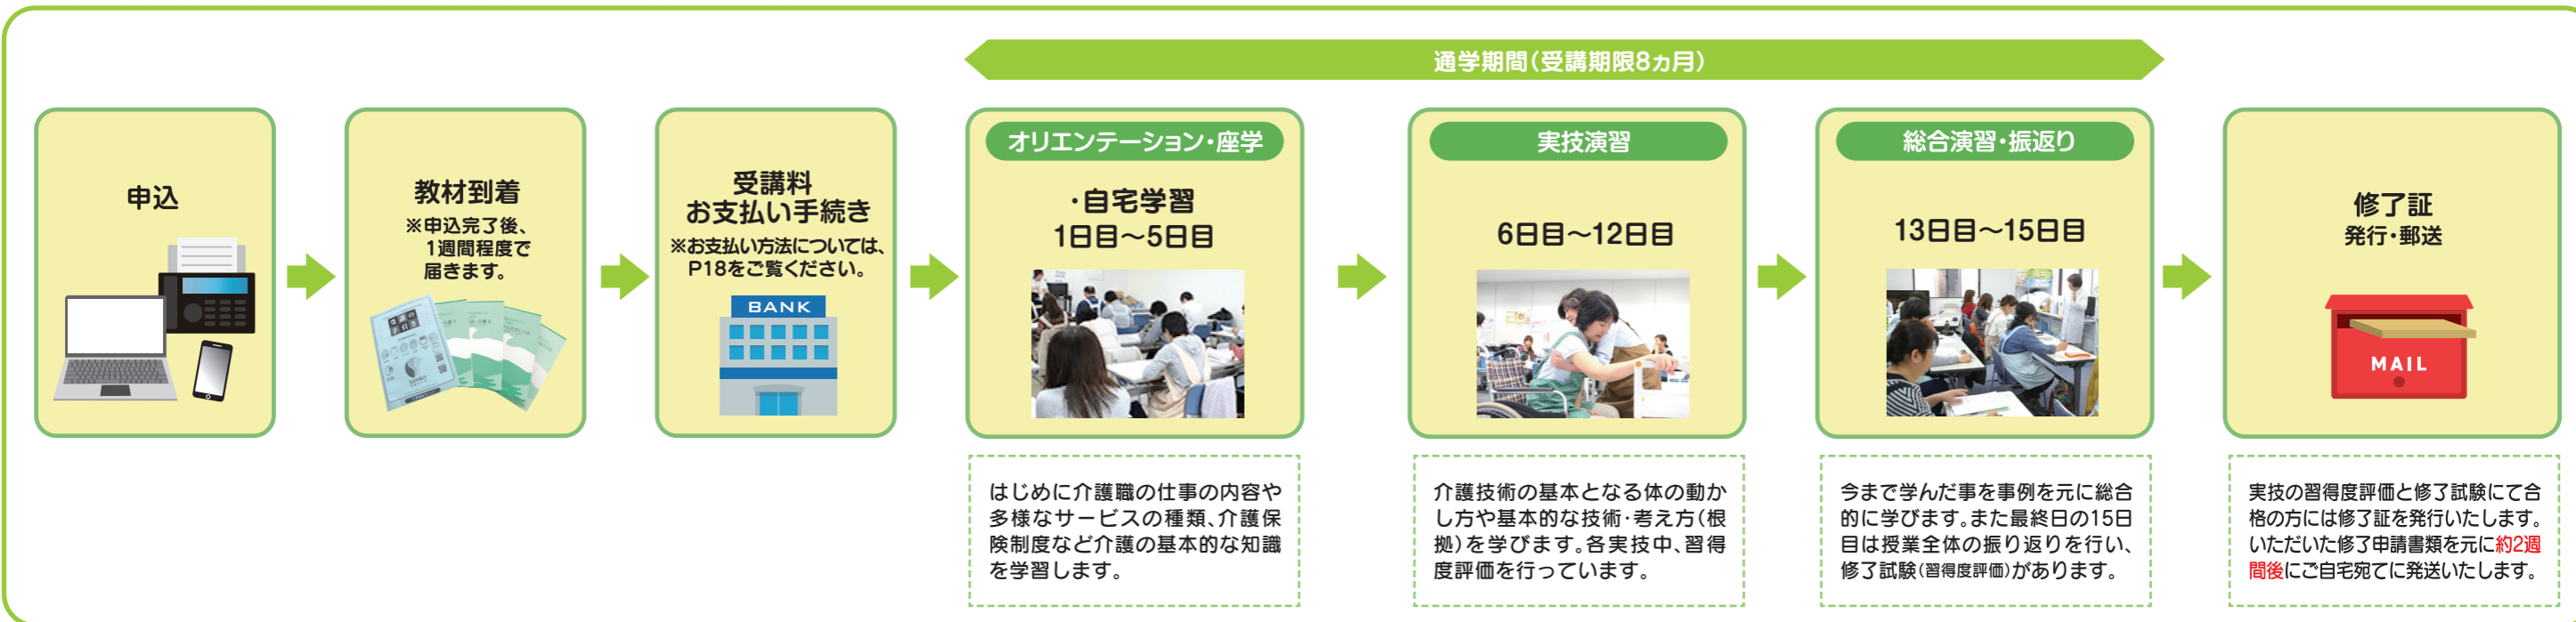 通学期間(受講期限8ヵ月)
申込
教材到着
※申込完了後、
1週間程度で
届きます。
受講の
手引き
SANKO
受講料
お支払い手続き
※お支払い方法については、
P18をご覧ください。
BANK
オリエンテーション・座学
・自宅学習
1日目〜5日目
はじめに介護職の仕事の内容や
多様なサービスの種類、介護保
険制度など介護の基本的な知識
を学習します。
実技演習
6日目〜12日目
介護技術の基本となる体の動か
し方や基本的な技術・考え方(根
拠)を学びます。各実技中、習得
度評価を行っています。
総合演習・振返り
13日目〜15日目
今まで学んだ事を事例を元に総合
的に学びます。また最終日の15日
目は授業全体の振り返りを行い、
修了試験(習得度評価)があります。
修了証
発行・郵送
MAIL
実技の習得度評価と修了試験にて合
格の方には修了証を発行いたします。
いただいた修了申請書類を元に約2週
間後にご自宅宛てに発送いたします。